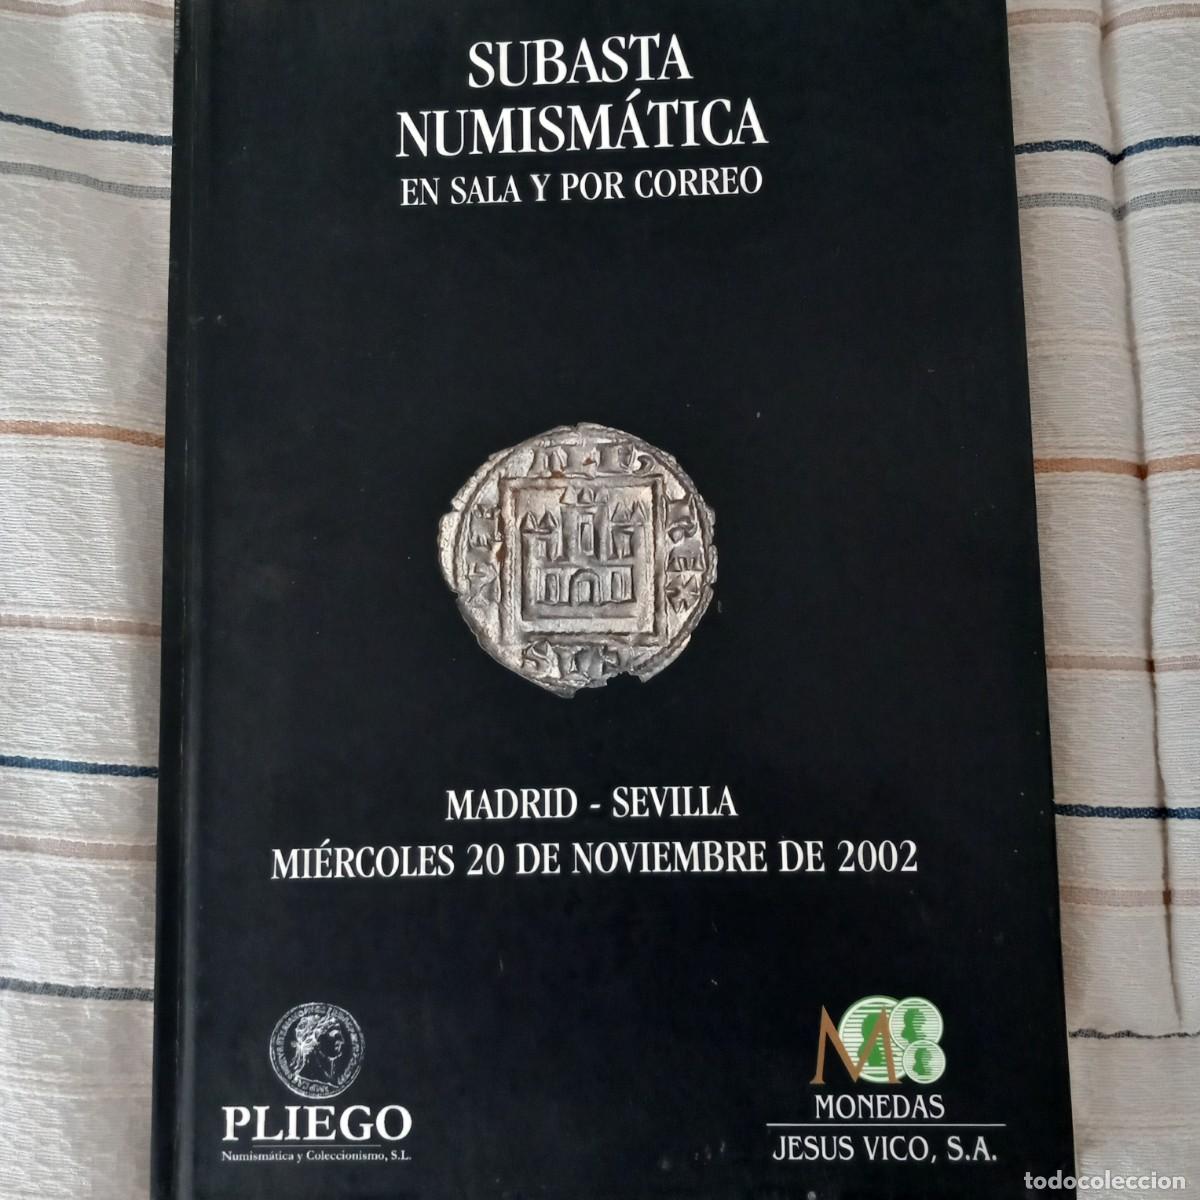 SUBASTA
NUMISMÁTICA
EN SALA Y POR CORREO
MADRID - SEVILLA
MIÉRCOLES 20 DE NOVIEMBRE DE 2002
PLIEGO
Numismática y Coleccionismo, S.L.
M
MONEDAS
JESUS VICO, S.A.
todocoleccion